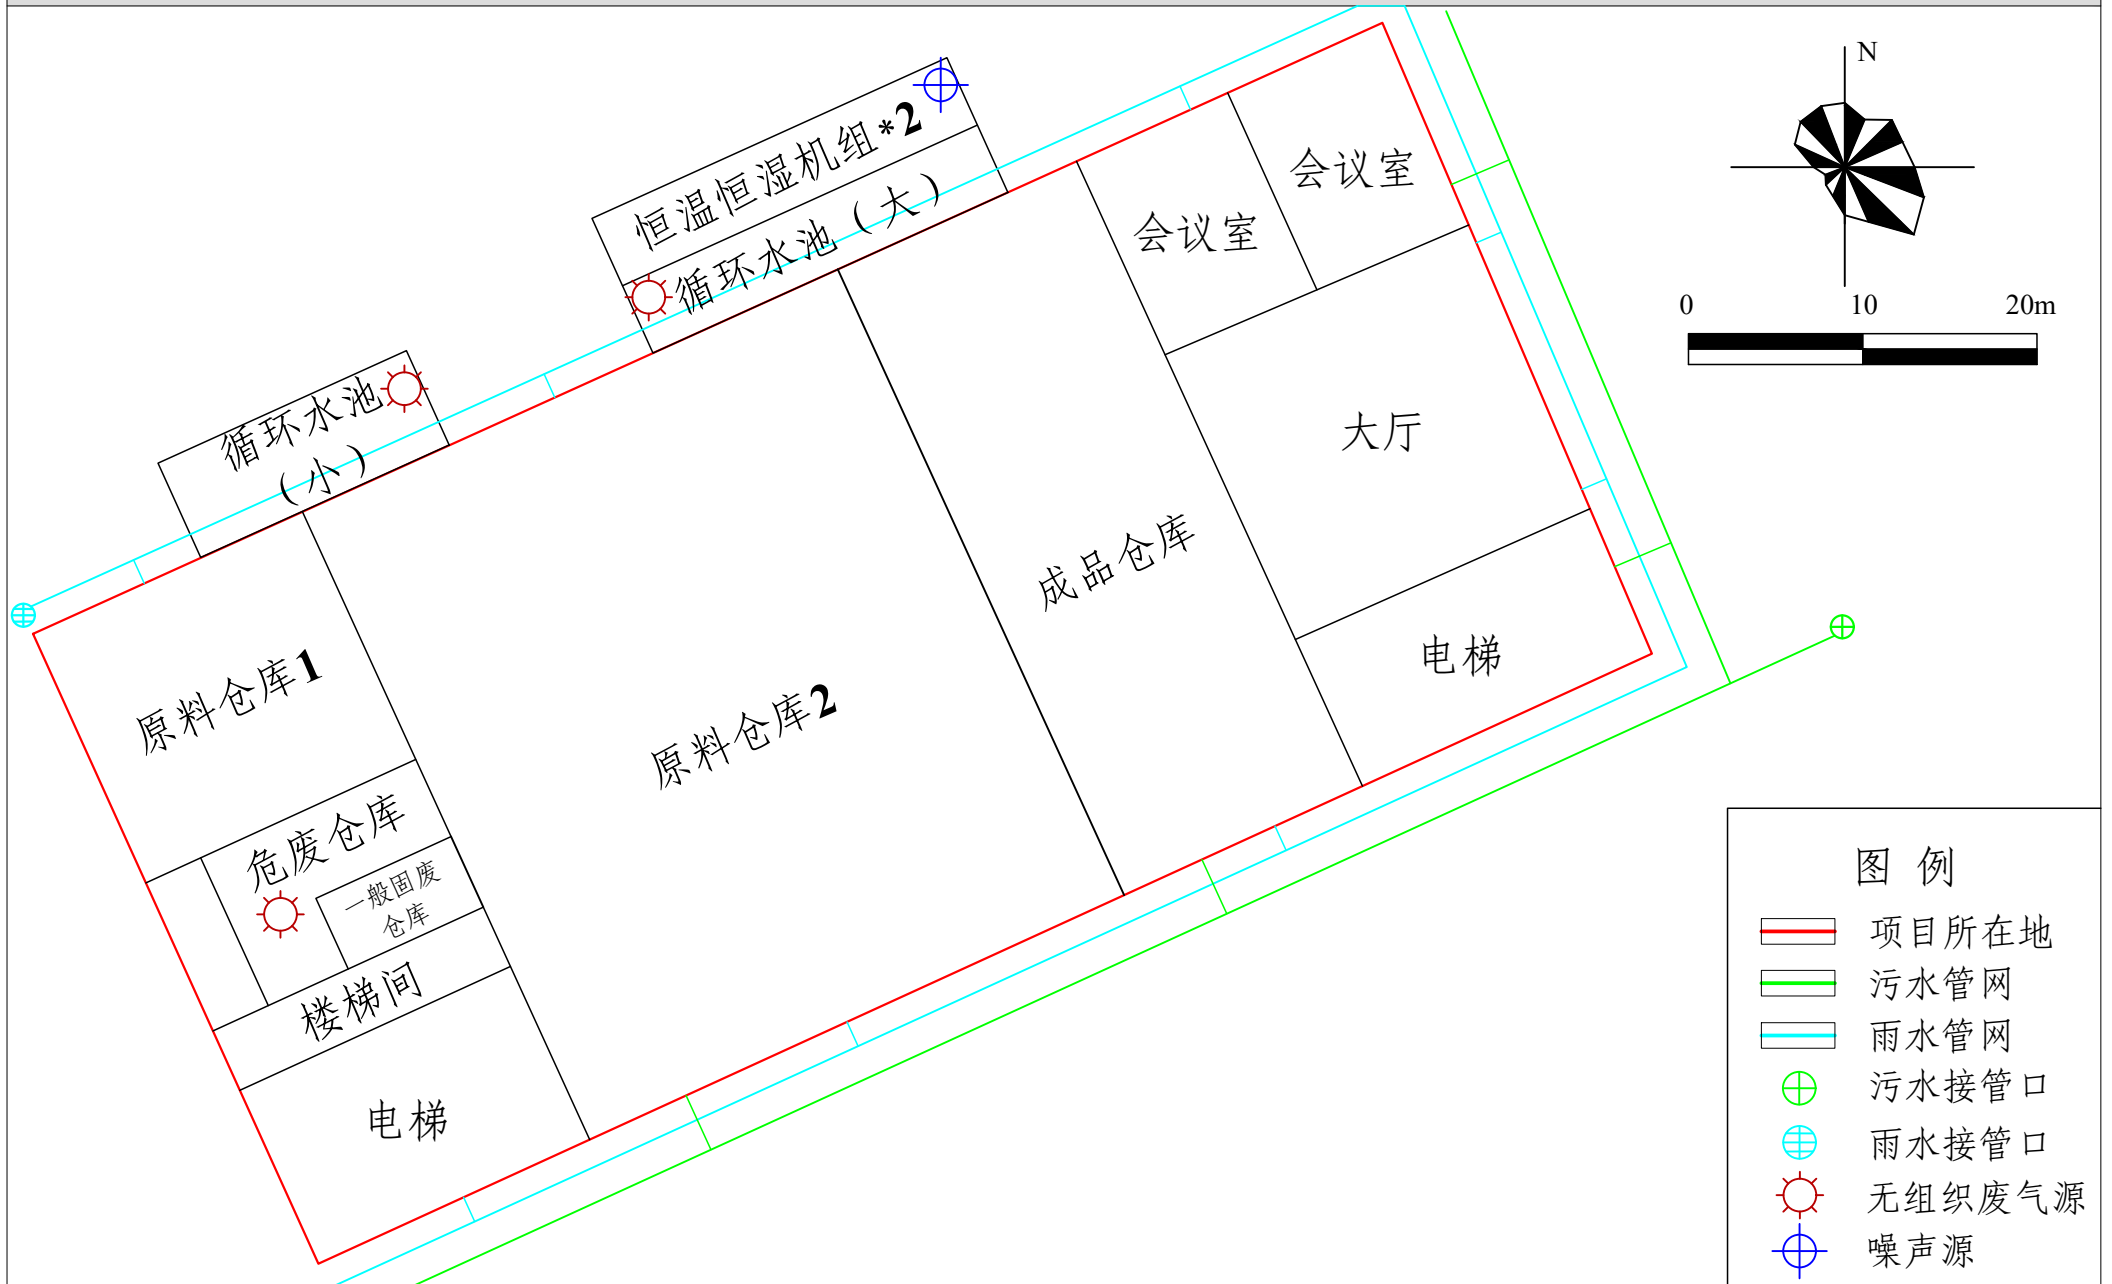 N
恒温恒湿机组*2
会议室
会议室
循环水池（大）
0 10 20m
循环水池
（小）
大厅
成品仓库
电梯
原料仓库1
原料仓库2
危废仓库
一般固废
仓库
楼梯间
电梯
图 例
项目所在地
污水管网
雨水管网
污水接管口
雨水接管口
无组织废气源
噪声源